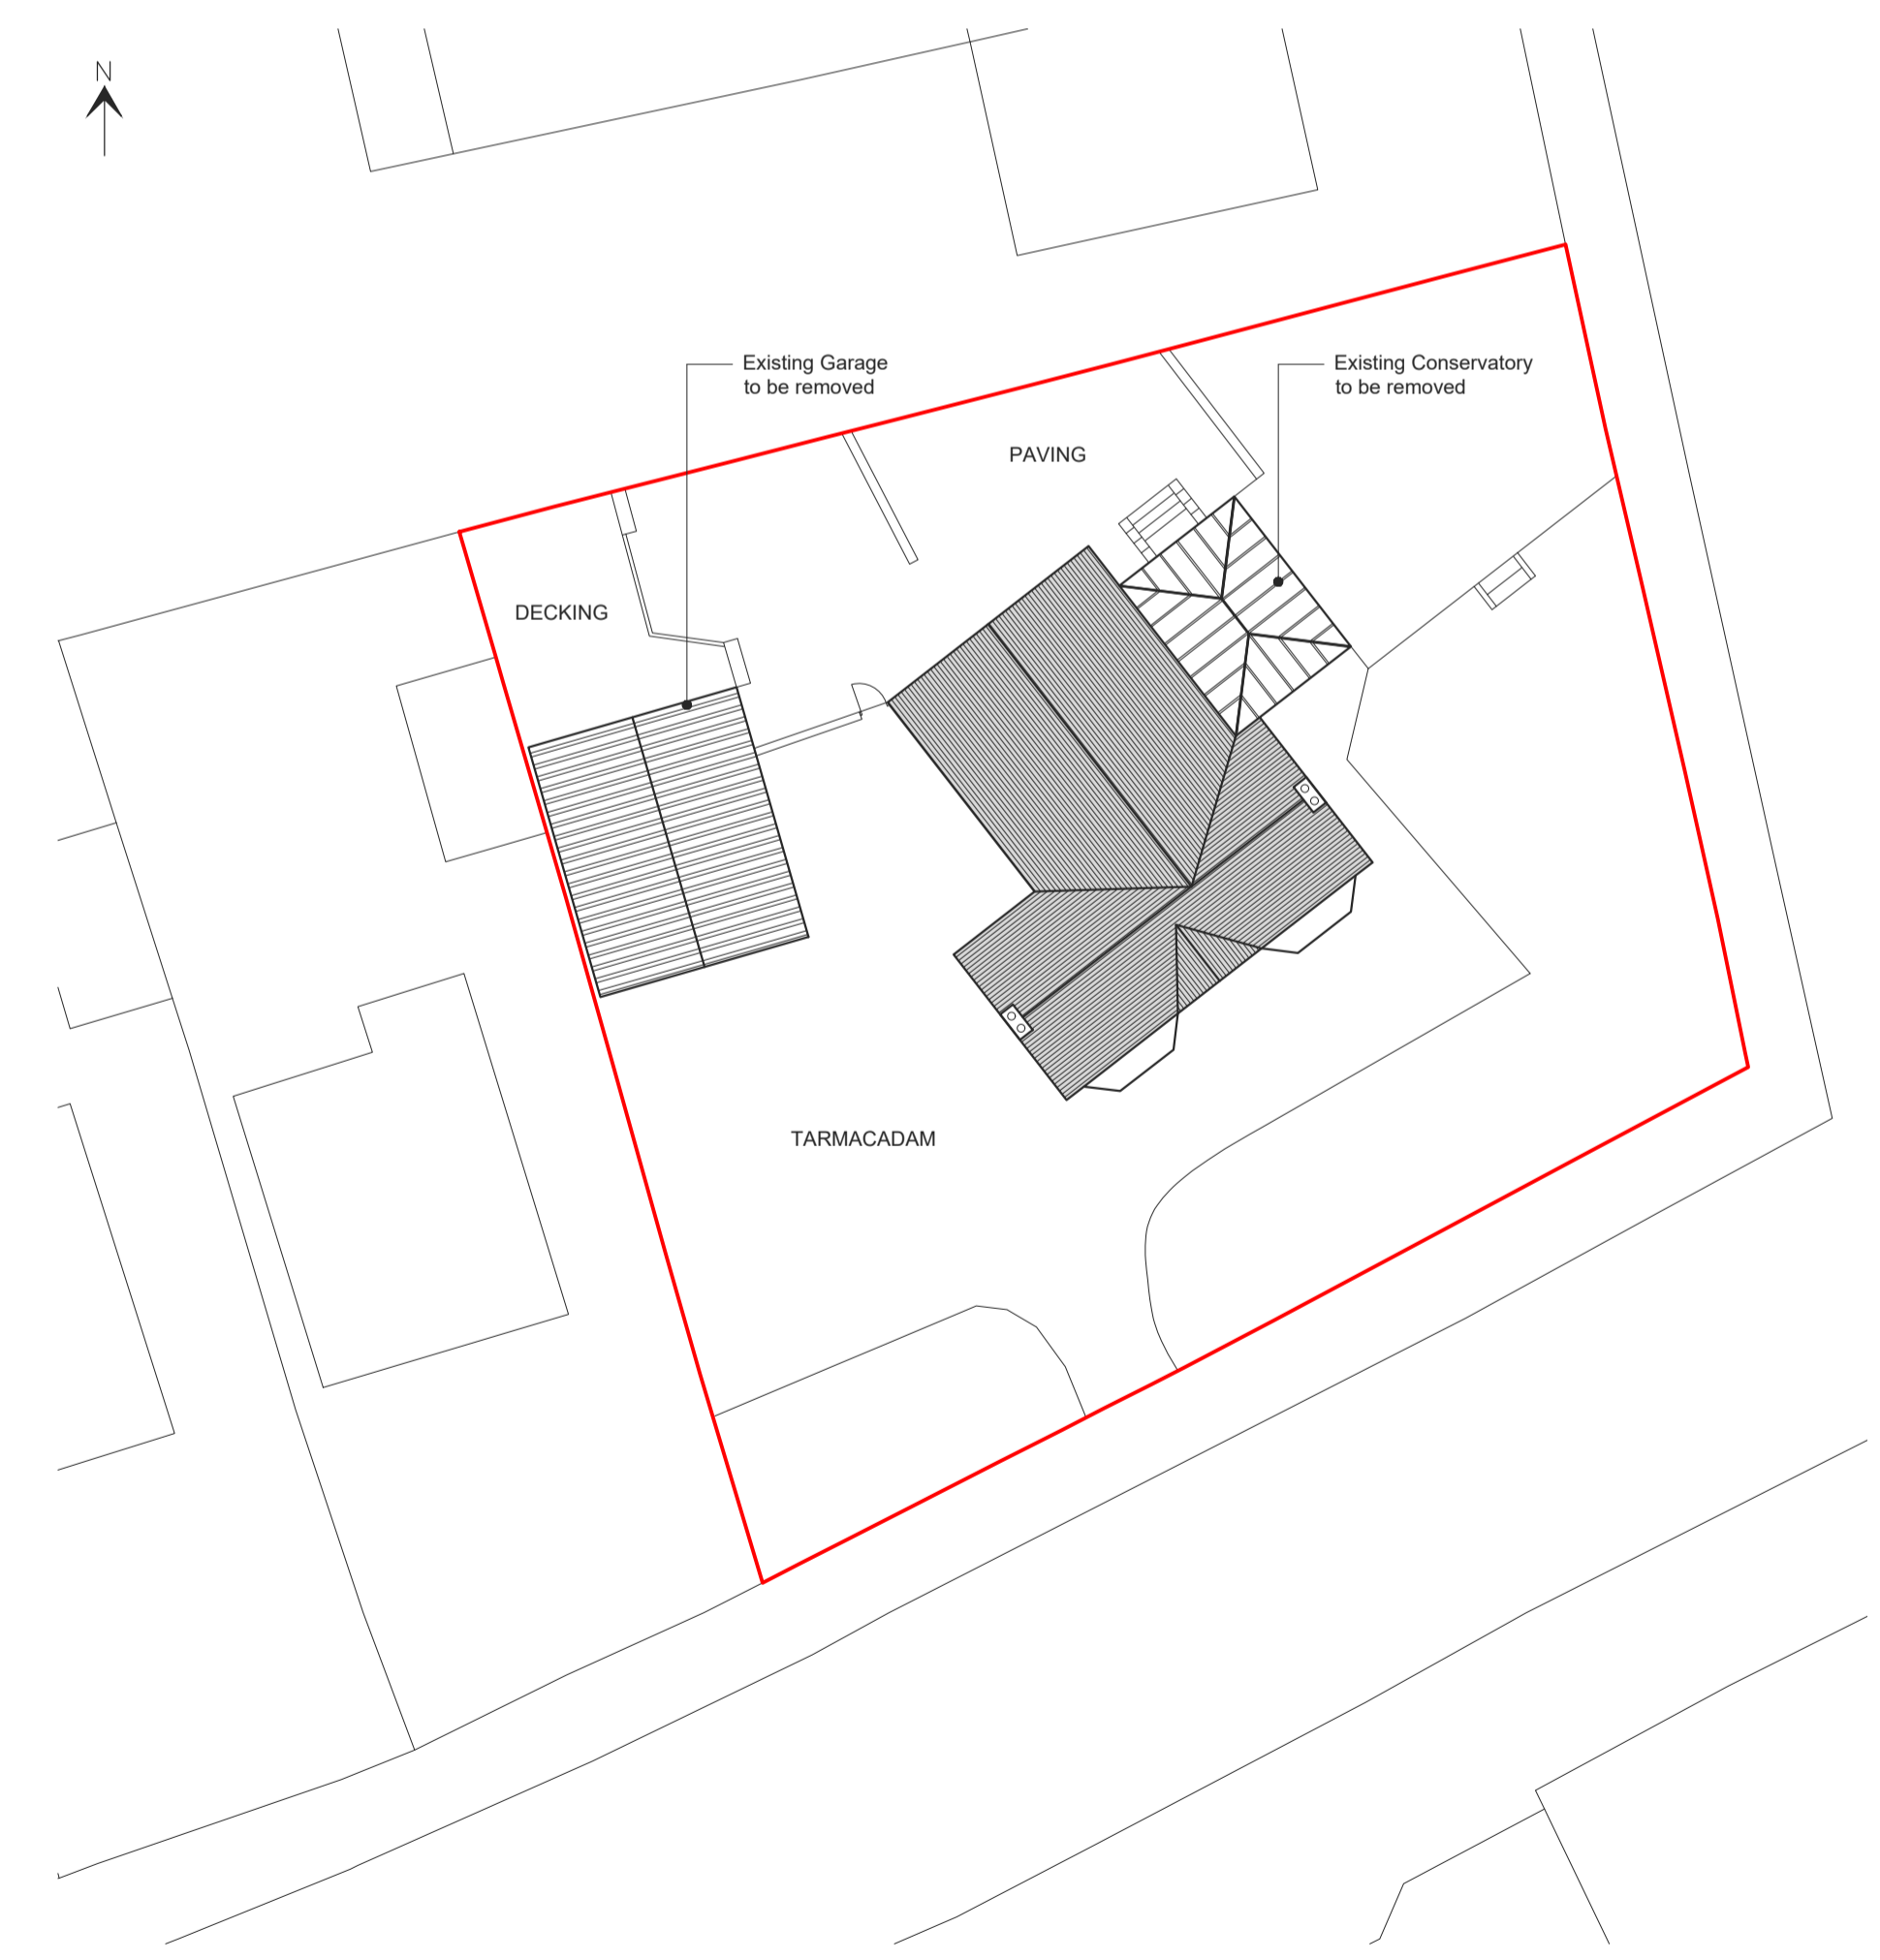 N
Existing Garage
to be removed
Existing Conservatory
to be removed
PAVING
DECKING
TARMACADAM